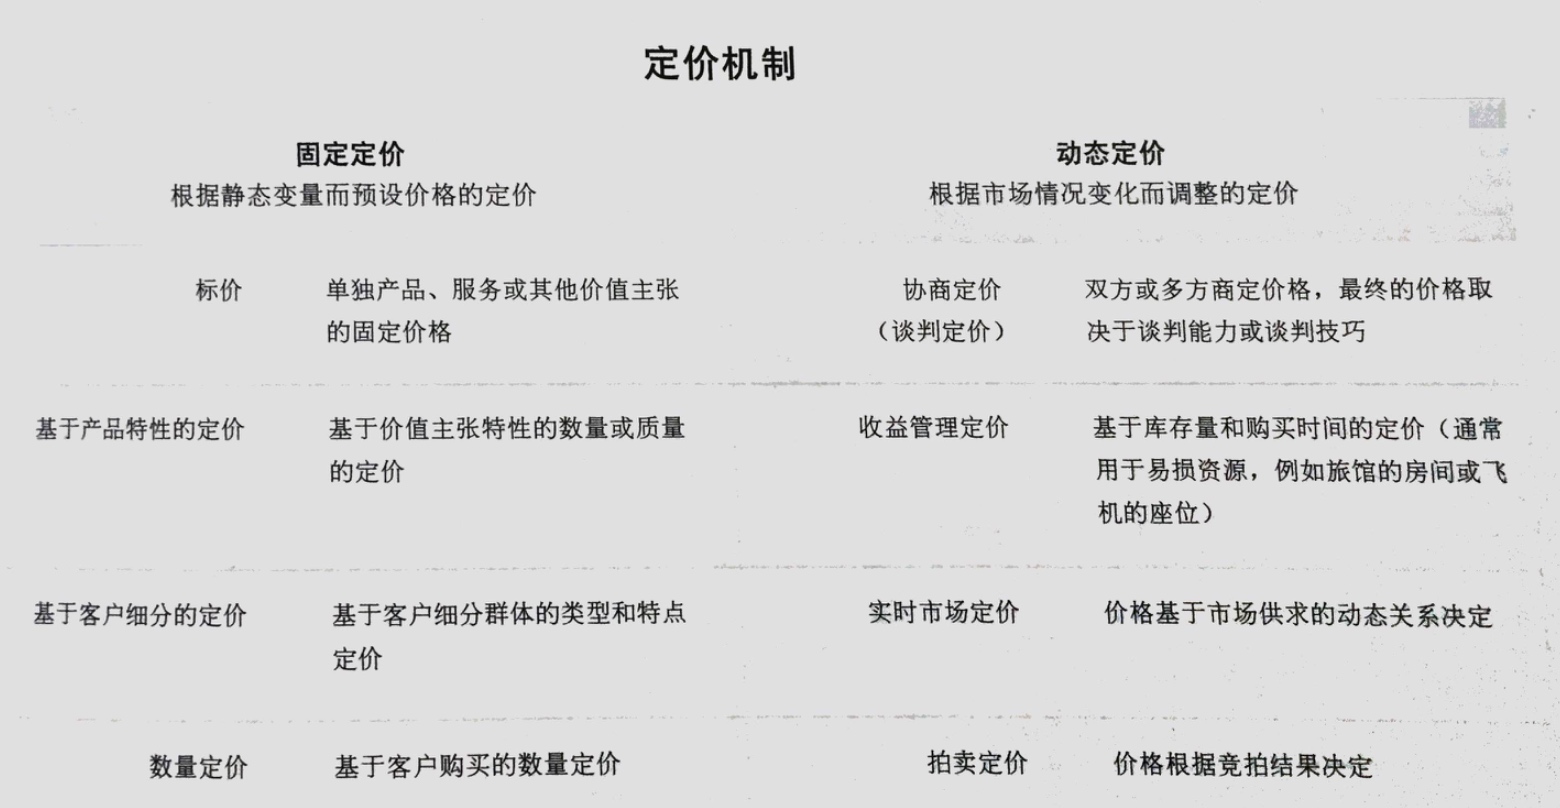 定价机制
固定定价
根据静态变量而预设价格的定价
动态定价
根据市场情况变化而调整的定价
标价
单独产品、服务或其他价值主张
的固定价格
协商定价
（谈判定价）
双方或多方商定价格，最终的价格取
决于谈判能力或谈判技巧
基于产品特性的定价
基于价值主张特性的数量或质量
的定价
收益管理定价
基于库存量和购买时间的定价（通常
用于易损资源，例如旅馆的房间或飞
机的座位）
基于客户细分的定价
基于客户细分群体的类型和特点
定价
实时市场定价
价格基于市场供求的动态关系决定
数量定价
基于客户购买的数量定价
拍卖定价
价格根据竞拍结果决定